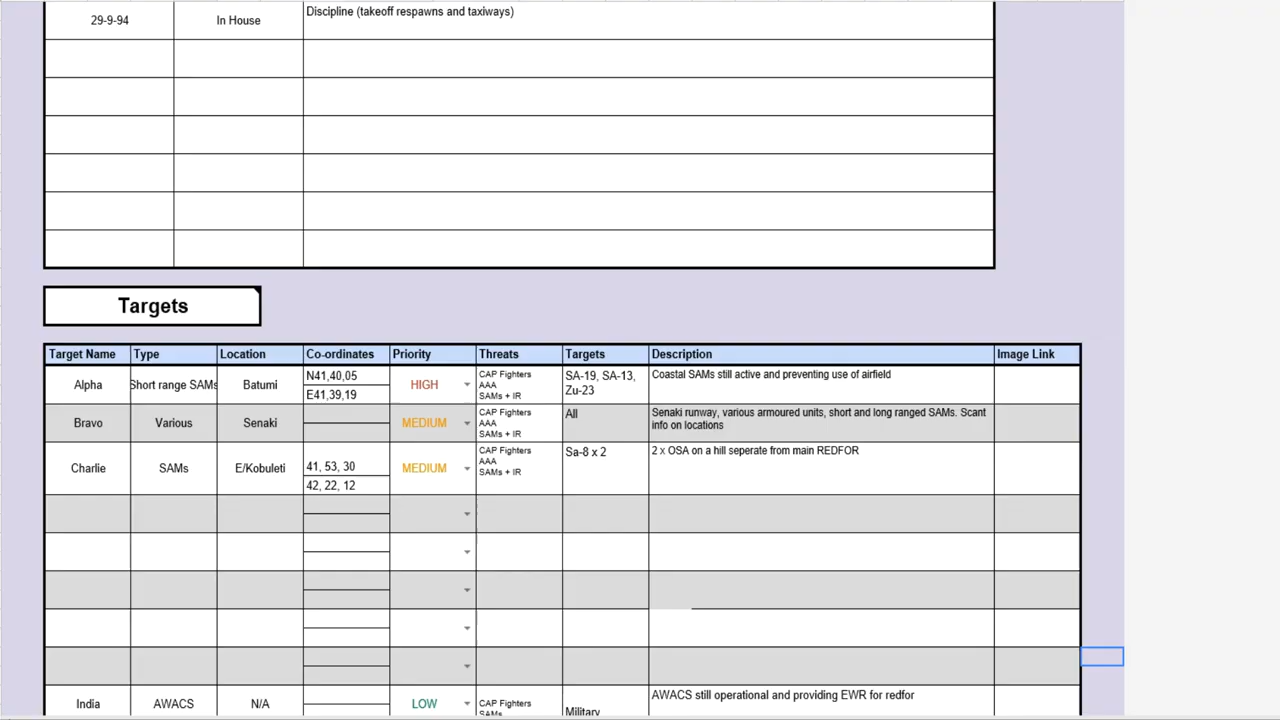 29-9-94 In House Discipline (takeoff respawns and taxiways)
Targets
Target Name Type Location Co-ordinates Priority Threats Targets Description Image Link
Alpha Short range SAMs Batumi N41,40,05 HIGH CAP Fighters SA-19, SA-13, Coastal SAMs still active and preventing use of airfield
E41,39,19 AAA Zu-23
SAMs + IR
Bravo Various Senaki MEDIUM CAP Fighters All Senaki runway, various armoured units, short and long ranged SAMs. Scant
AAA info on locations
SAMs + IR
Charlie SAMs E/Kobuleti 41, 53, 30 MEDIUM CAP Fighters Sa-8 x 2 2 x OSA on a hill seperate from main REDFOR
42, 22, 12 AAA
SAMs + IR
India AWACS N/A LOW CAP Fighters Military AWACS still operational and providing EWR for redfor
SAMs